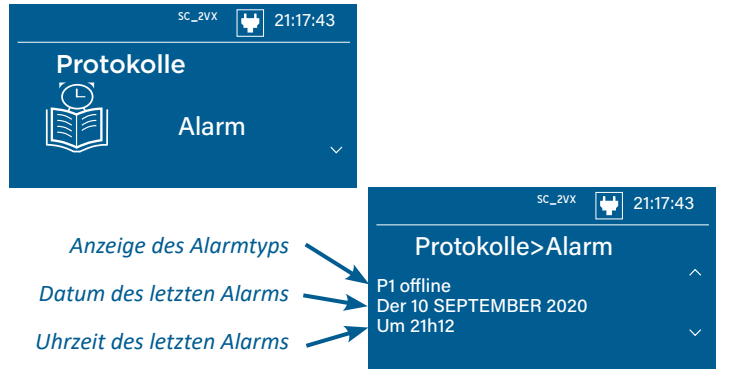 SC_2VX 21:17:43
Protokolle
Alarm
SC_2VX 21:17:43
Protokolle>Alarm
Anzeige des Alarmtyps
P1 offline
Datum des letzten Alarms
Der 10 SEPTEMBER 2020
Uhrzeit des letzten Alarms
Um 21h12